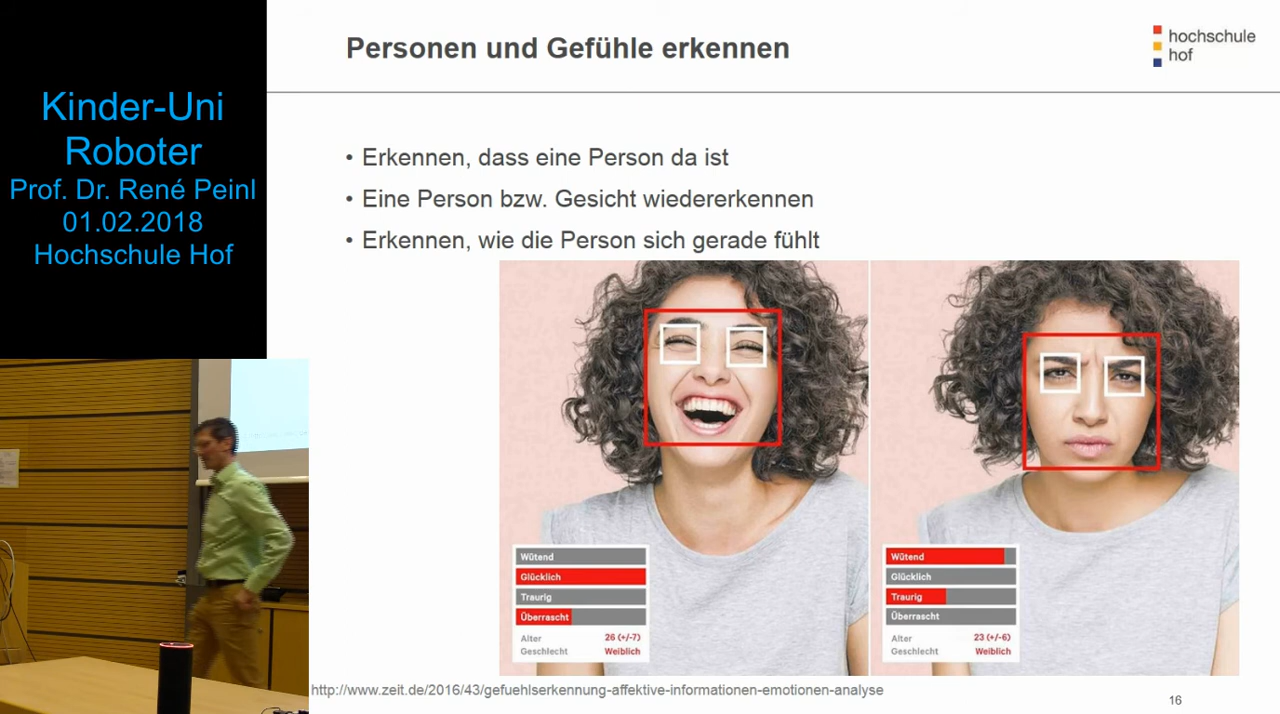 Kinder-Uni
Roboter
Prof. Dr. René Peinl
01.02.2018
Hochschule Hof
Personen und Gefühle erkennen
hochschule
hof
• Erkennen, dass eine Person da ist
• Eine Person bzw. Gesicht wiedererkennen
• Erkennen, wie die Person sich gerade fühlt
Wütend
Glücklich
Traurig
Überrascht
Alter 26 (+/-7)
Geschlecht Weiblich
Wütend
Glücklich
Traurig
Überrascht
Alter 23 (+/-6)
Geschlecht Weiblich
http://www.zeit.de/2016/43/gefuehlserkennung-affektive-informationen-emotionen-analyse
16